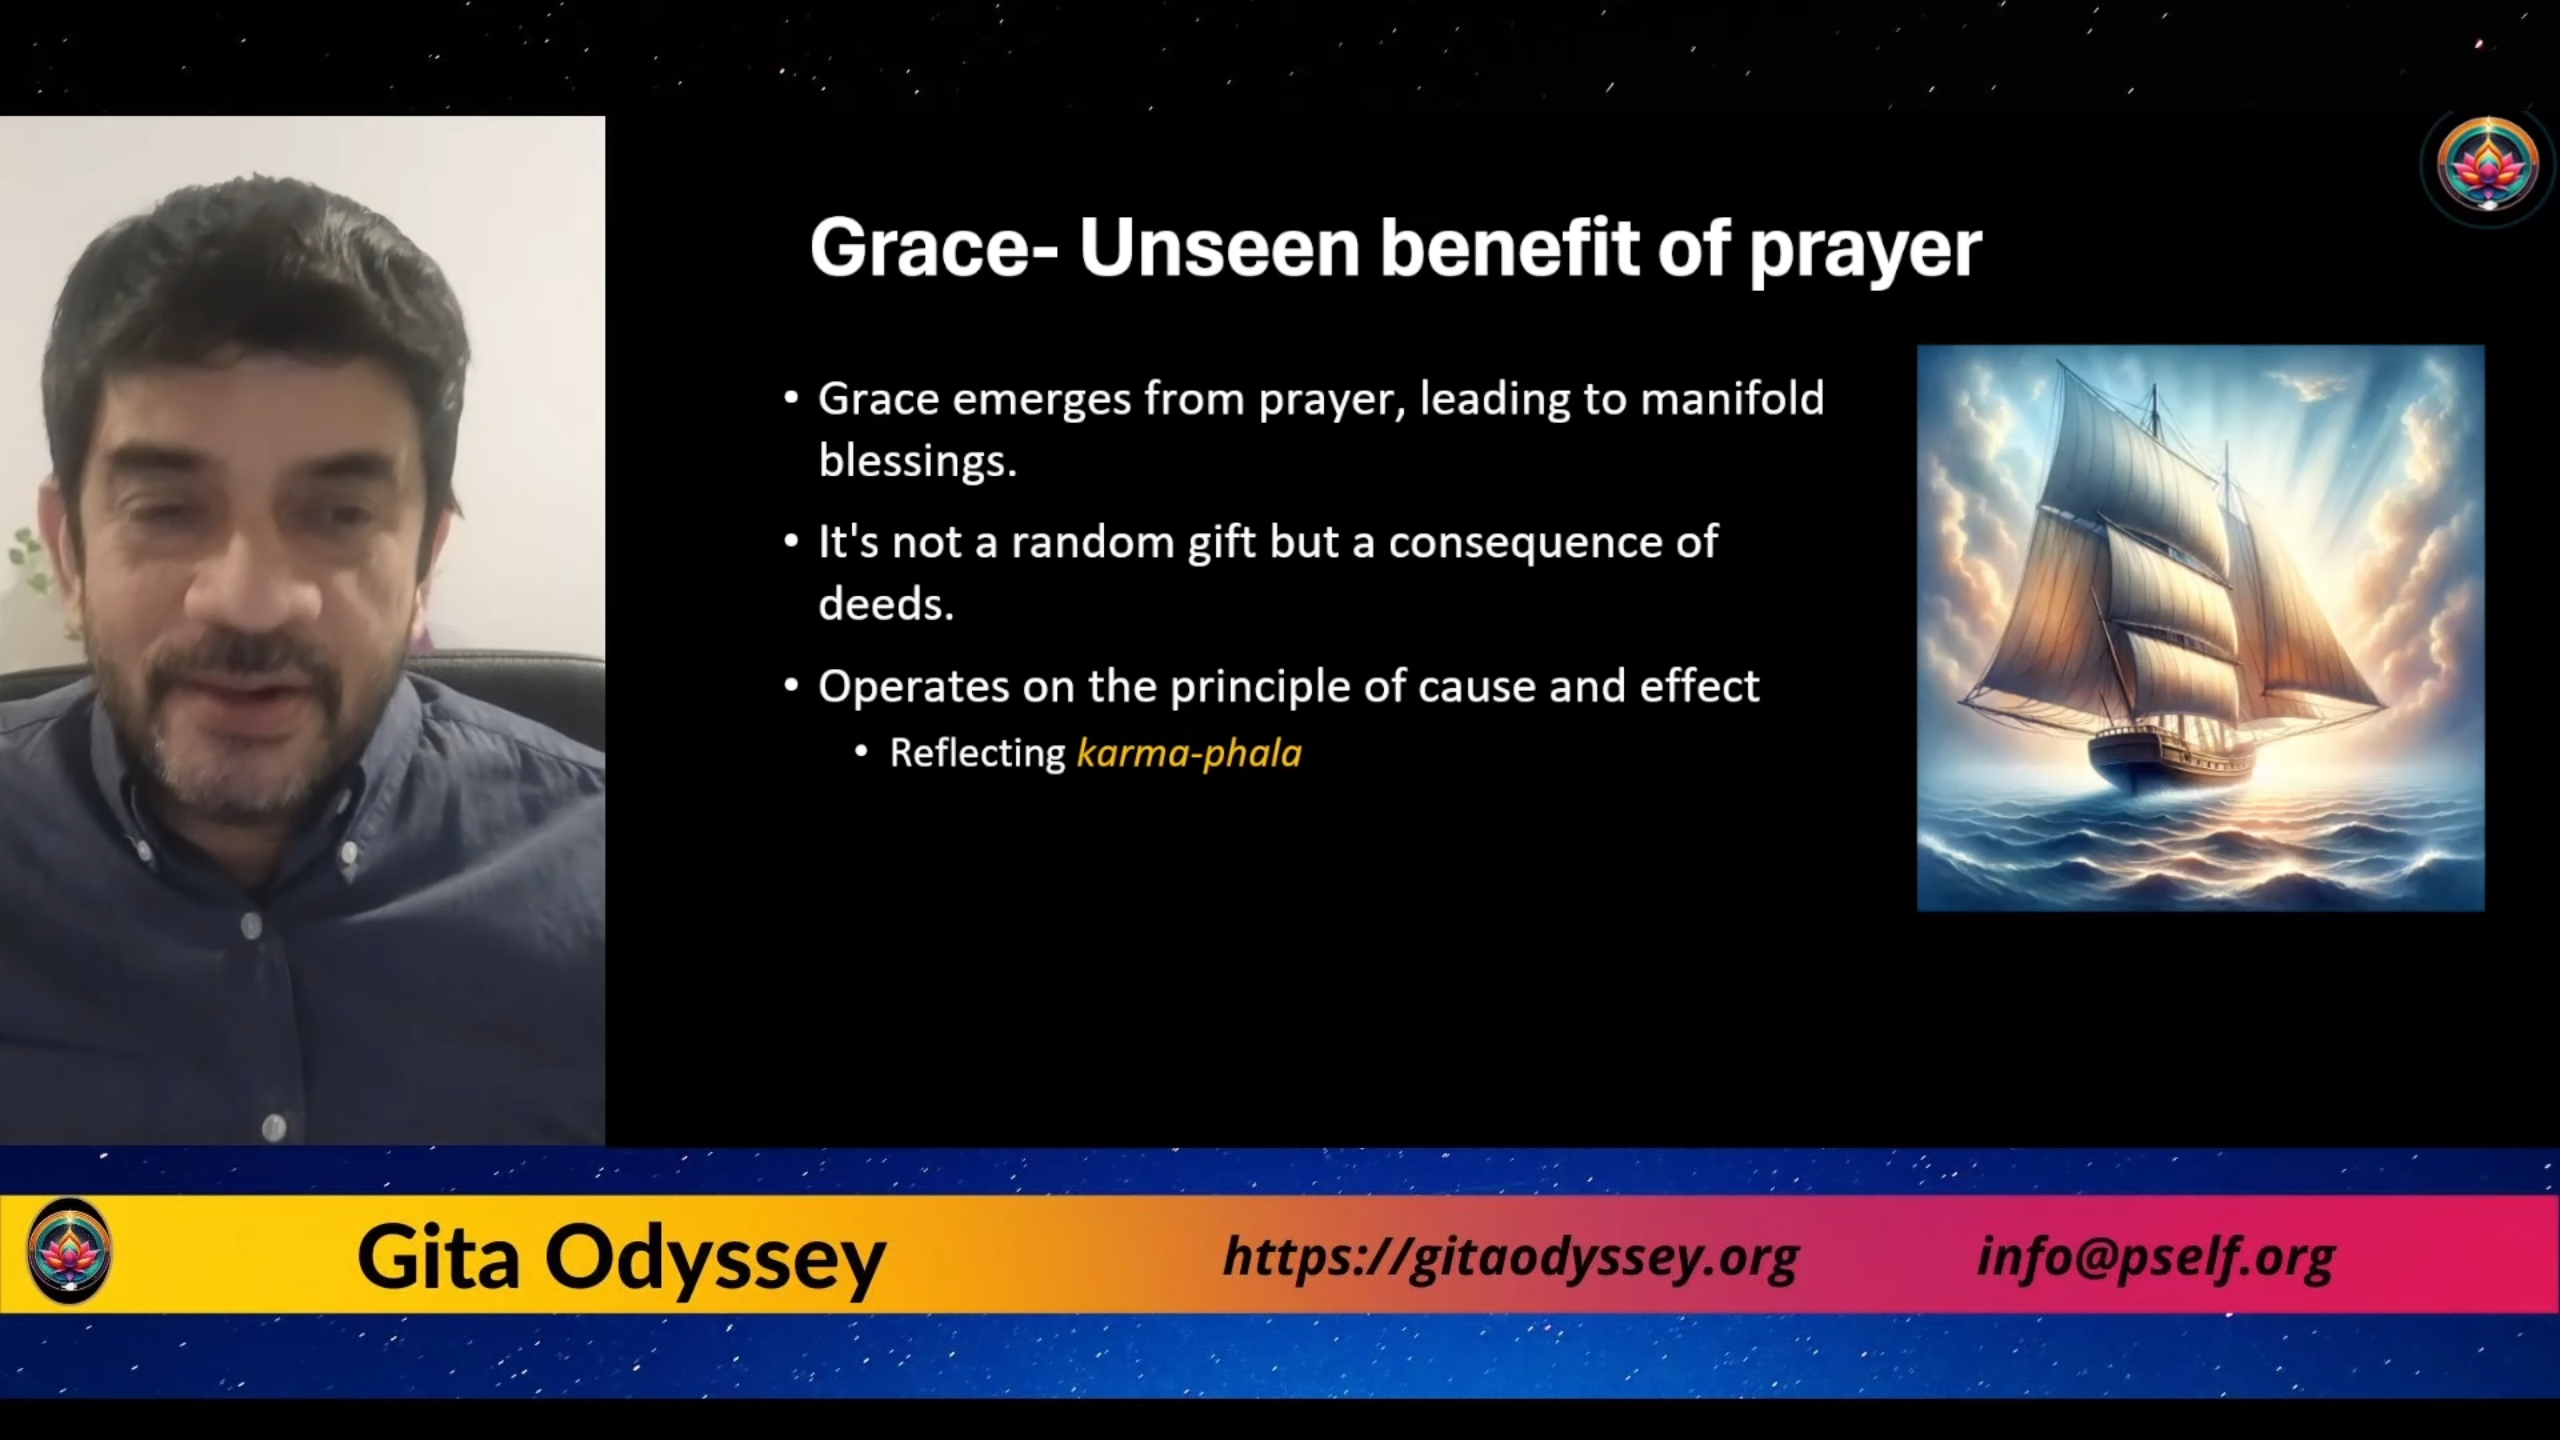 Grace- Unseen benefit of prayer
• Grace emerges from prayer, leading to manifold
blessings.
• It's not a random gift but a consequence of
deeds.
• Operates on the principle of cause and effect
• Reflecting karma-phala
Gita Odyssey
https://gitaodyssey.org
info@pself.org